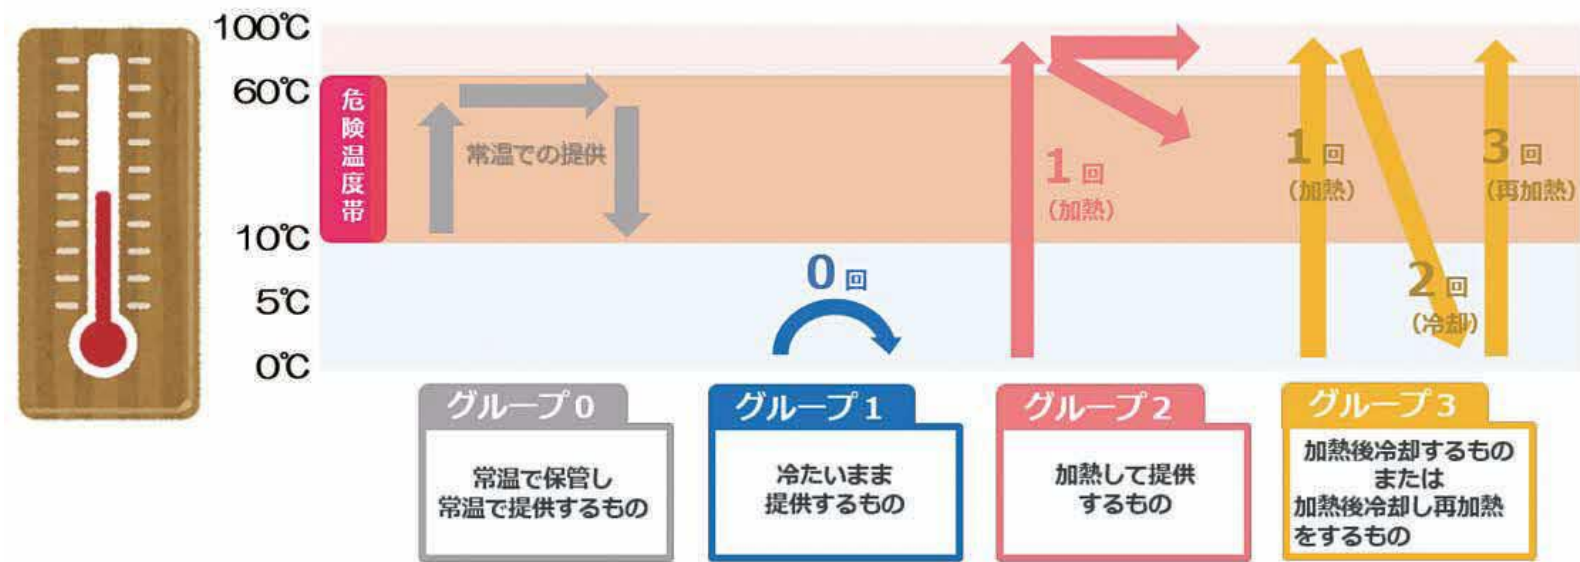 100℃
60℃
10℃
5℃
0℃
危険温度帯
常温での提供
0回
1回
(加熱)
1回
(加熱)
2回
(冷却)
3回
(再加熱)
グループ0
常温で保管し
常温で提供するもの
グループ1
冷たいまま
提供するもの
グループ2
加熱して提供
するもの
グループ3
加熱後冷却するもの
または
加熱後冷却し再加熱
をするもの